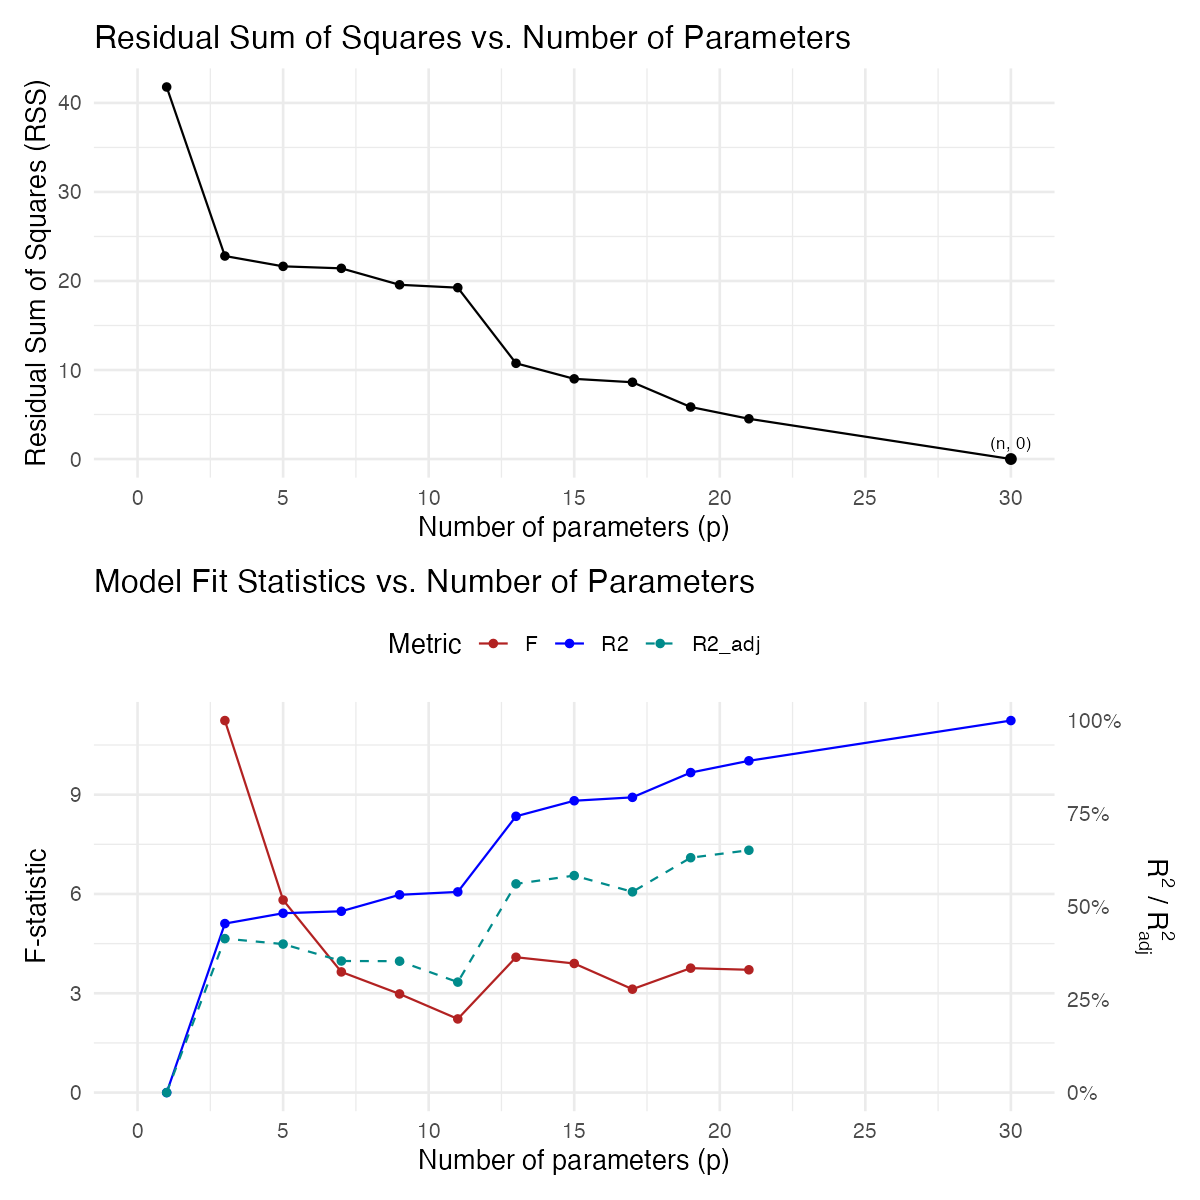 Residual Sum of Squares vs. Number of Parameters
Residual Sum of Squares (RSS)
40
30
20
10
0
(n, 0)
0 5 10 15 20 25 30
Number of parameters (p)
Model Fit Statistics vs. Number of Parameters
Metric F R2 R2_adj
F-statistic
9
6
3
0
100%
75%
50%
25%
0%
R² / R²adj
0 5 10 15 20 25 30
Number of parameters (p)